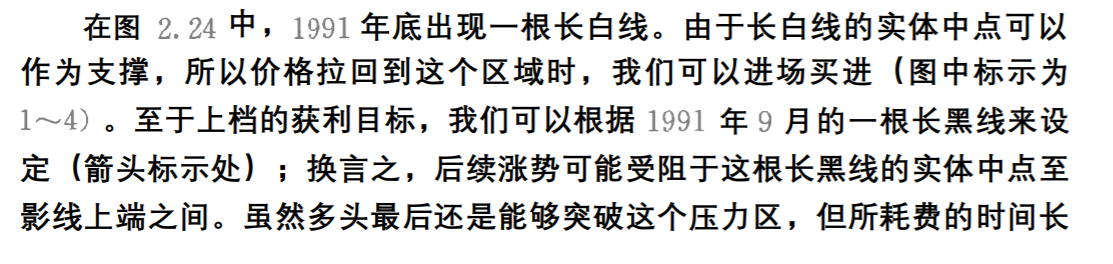 在图 2.24 中，1991 年底出现一根长白线。由于长白线的实体中点可以
作为支撑，所以价格拉回到这个区域时，我们可以进场买进（图中标示为
1～4）。至于上档的获利目标，我们可以根据 1991 年 9 月的一根长黑线来设
定（箭头标示处）；换言之，后续涨势可能受阻于这根长黑线的实体中点至
影线上端之间。虽然多头最后还是能够突破这个压力区，但所耗费的时间长